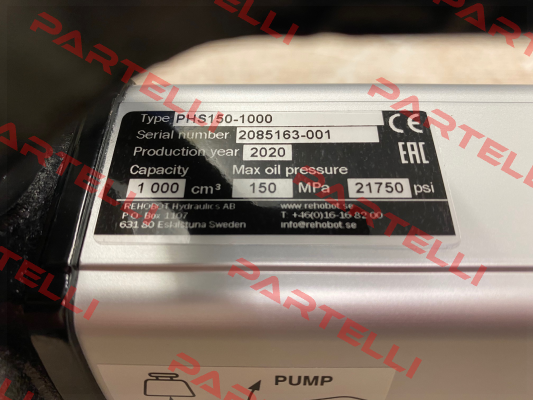 Type PHS150-1000
Serial number 2085163-001
Production year 2020
Capacity Max oil pressure
1 000 cm³ 150 MPa 21750 psi
REHOBOT Hydraulics AB www.rehobot.se
P O Box 1107 T +46(0)16-16 82 00
631 80 Eskilstuna Sweden info@rehobot.se
CE
EAC
PUMP
PARTELLI
PARTELLI
PARTELLI
PARTELLI
PARTELLI